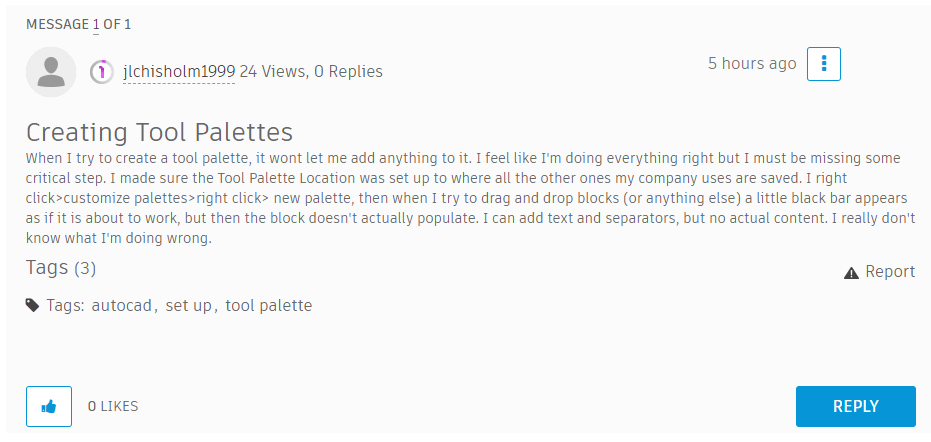 MESSAGE 1 OF 1
jlchisholm1999 24 Views, 0 Replies
5 hours ago
Creating Tool Palettes
When I try to create a tool palette, it wont let me add anything to it. I feel like I'm doing everything right but I must be missing some
critical step. I made sure the Tool Palette Location was set up to where all the other ones my company uses are saved. I right
click>customize palettes>right click> new palette, then when I try to drag and drop blocks (or anything else) a little black bar appears
as if it is about to work, but then the block doesn't actually populate. I can add text and separators, but no actual content. I really don't
know what I'm doing wrong.
Tags (3)
Report
Tags: autocad, set up, tool palette
0 LIKES
REPLY